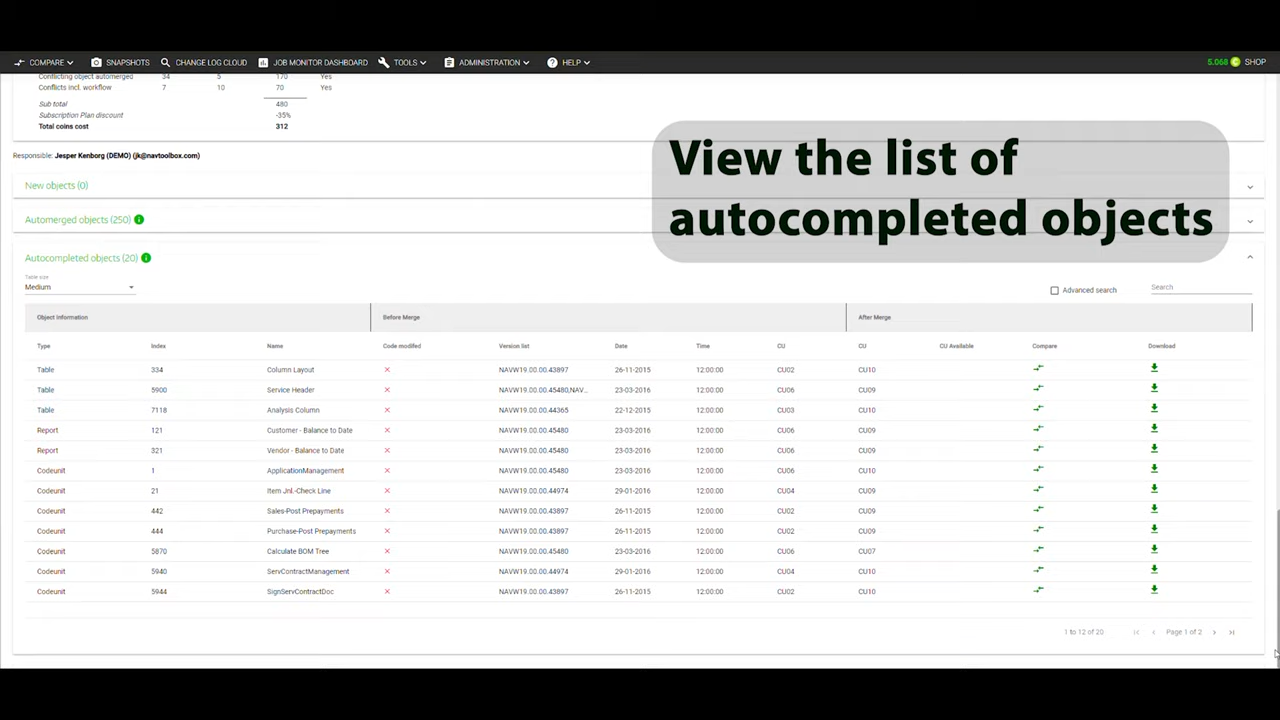 COMPARE SNAPSHOTS CHANGE LOG CLOUD JOB MONITOR DASHBOARD TOOLS ADMINISTRATION HELP 5.068 SHOP
Conflicting object automerged 34 5 170 Yes
Conflicts incl. workflow 7 10 70 Yes
Sub total 480
Subscription Plan discount -35%
Total coins cost 312
View the list of
autocompleted objects
Responsible: Jesper Kenborg (DEMO) (jk@navtoolbox.com)
New objects (0)
Automerged objects (250)
Autocompleted objects (20)
Table size
Medium
Advanced search Search
Object Information Before Merge After Merge
Type Index Name Code modifed Version list Date Time CU CU CU Available Compare Download
Table 334 Column Layout NAVW19.00.00.43897 26-11-2015 12:00:00 CU02 CU10
Table 5900 Service Header NAVW19.00.00.45480,NAV... 23-03-2016 12:00:00 CU06 CU09
Table 7118 Analysis Column NAVW19.00.00.44365 22-12-2015 12:00:00 CU03 CU10
Report 121 Customer - Balance to Date NAVW19.00.00.45480 23-03-2016 12:00:00 CU06 CU09
Report 321 Vendor - Balance to Date NAVW19.00.00.45480 23-03-2016 12:00:00 CU06 CU09
Codeunit 1 ApplicationManagement NAVW19.00.00.45480 23-03-2016 12:00:00 CU06 CU10
Codeunit 21 Item Jnl.-Check Line NAVW19.00.00.44974 29-01-2016 12:00:00 CU04 CU09
Codeunit 442 Sales-Post Prepayments NAVW19.00.00.43897 26-11-2015 12:00:00 CU02 CU09
Codeunit 444 Purchase-Post Prepayments NAVW19.00.00.43897 26-11-2015 12:00:00 CU02 CU09
Codeunit 5870 Calculate BOM Tree NAVW19.00.00.45480 23-03-2016 12:00:00 CU06 CU07
Codeunit 5940 ServContractManagement NAVW19.00.00.44974 29-01-2016 12:00:00 CU04 CU10
Codeunit 5944 SignServContractDoc NAVW19.00.00.43897 26-11-2015 12:00:00 CU02 CU10
1 to 12 of 20 Page 1 of 2